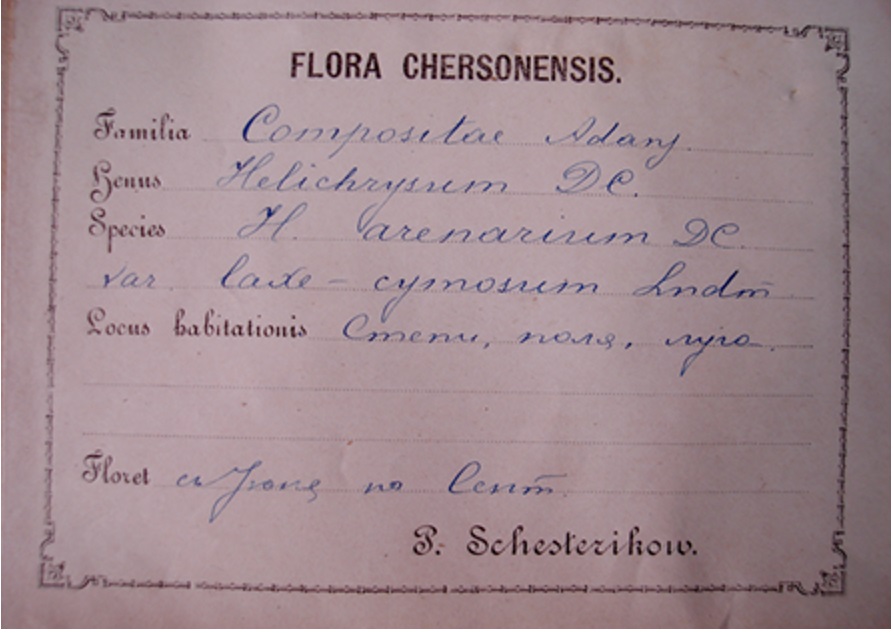 FLORA CHERSONENSIS.
Familia Compositae Adans.
Genus Helichrysum DC.
Species H. arenarium DC.
var. laxe-cymosum Lndm
Locus habitationis Степи, поля, луга.
Floret съ Іюня по Сент.
P. Schesterikow.